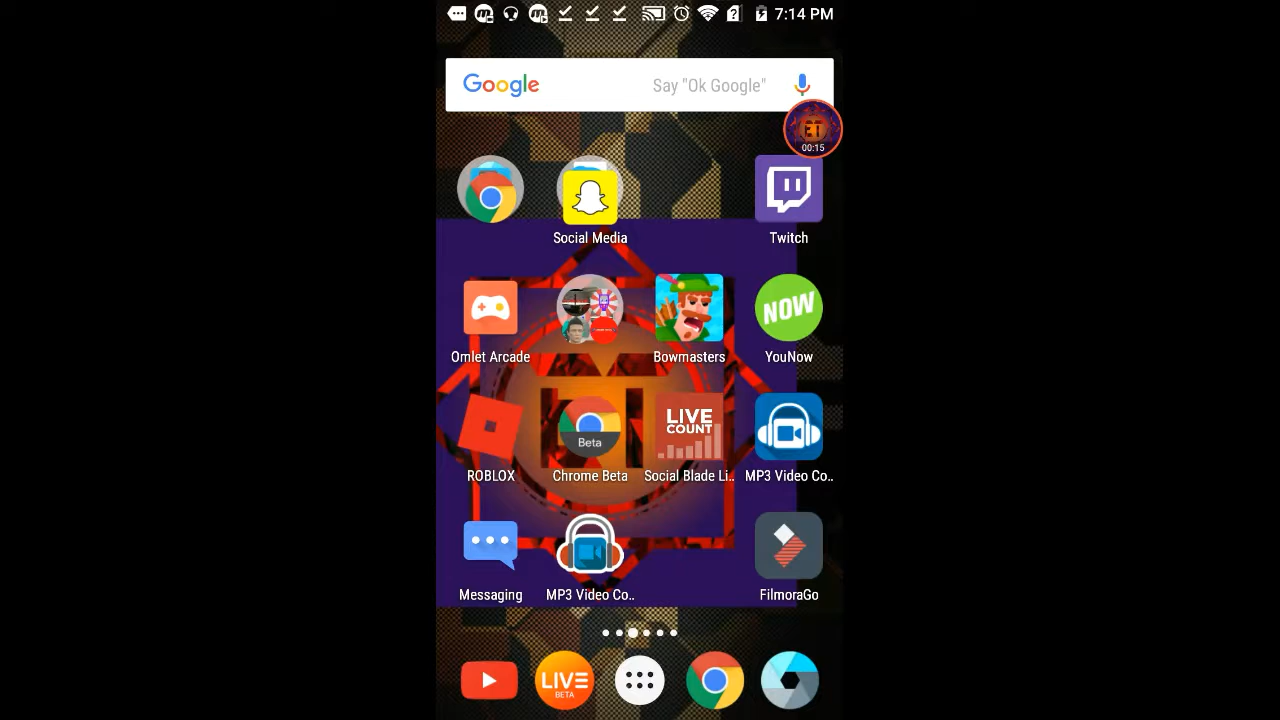 7:14 PM
Google Say "Ok Google"
ET
00:15
Social Media
Twitch
NOW
Omlet Arcade
Bowmasters
YouNow
LIVE
COUNT
Beta
ROBLOX
Chrome Beta
Social Blade Li..
MP3 Video Co..
Messaging
MP3 Video Co..
FilmoraGo
LIVE
BETA